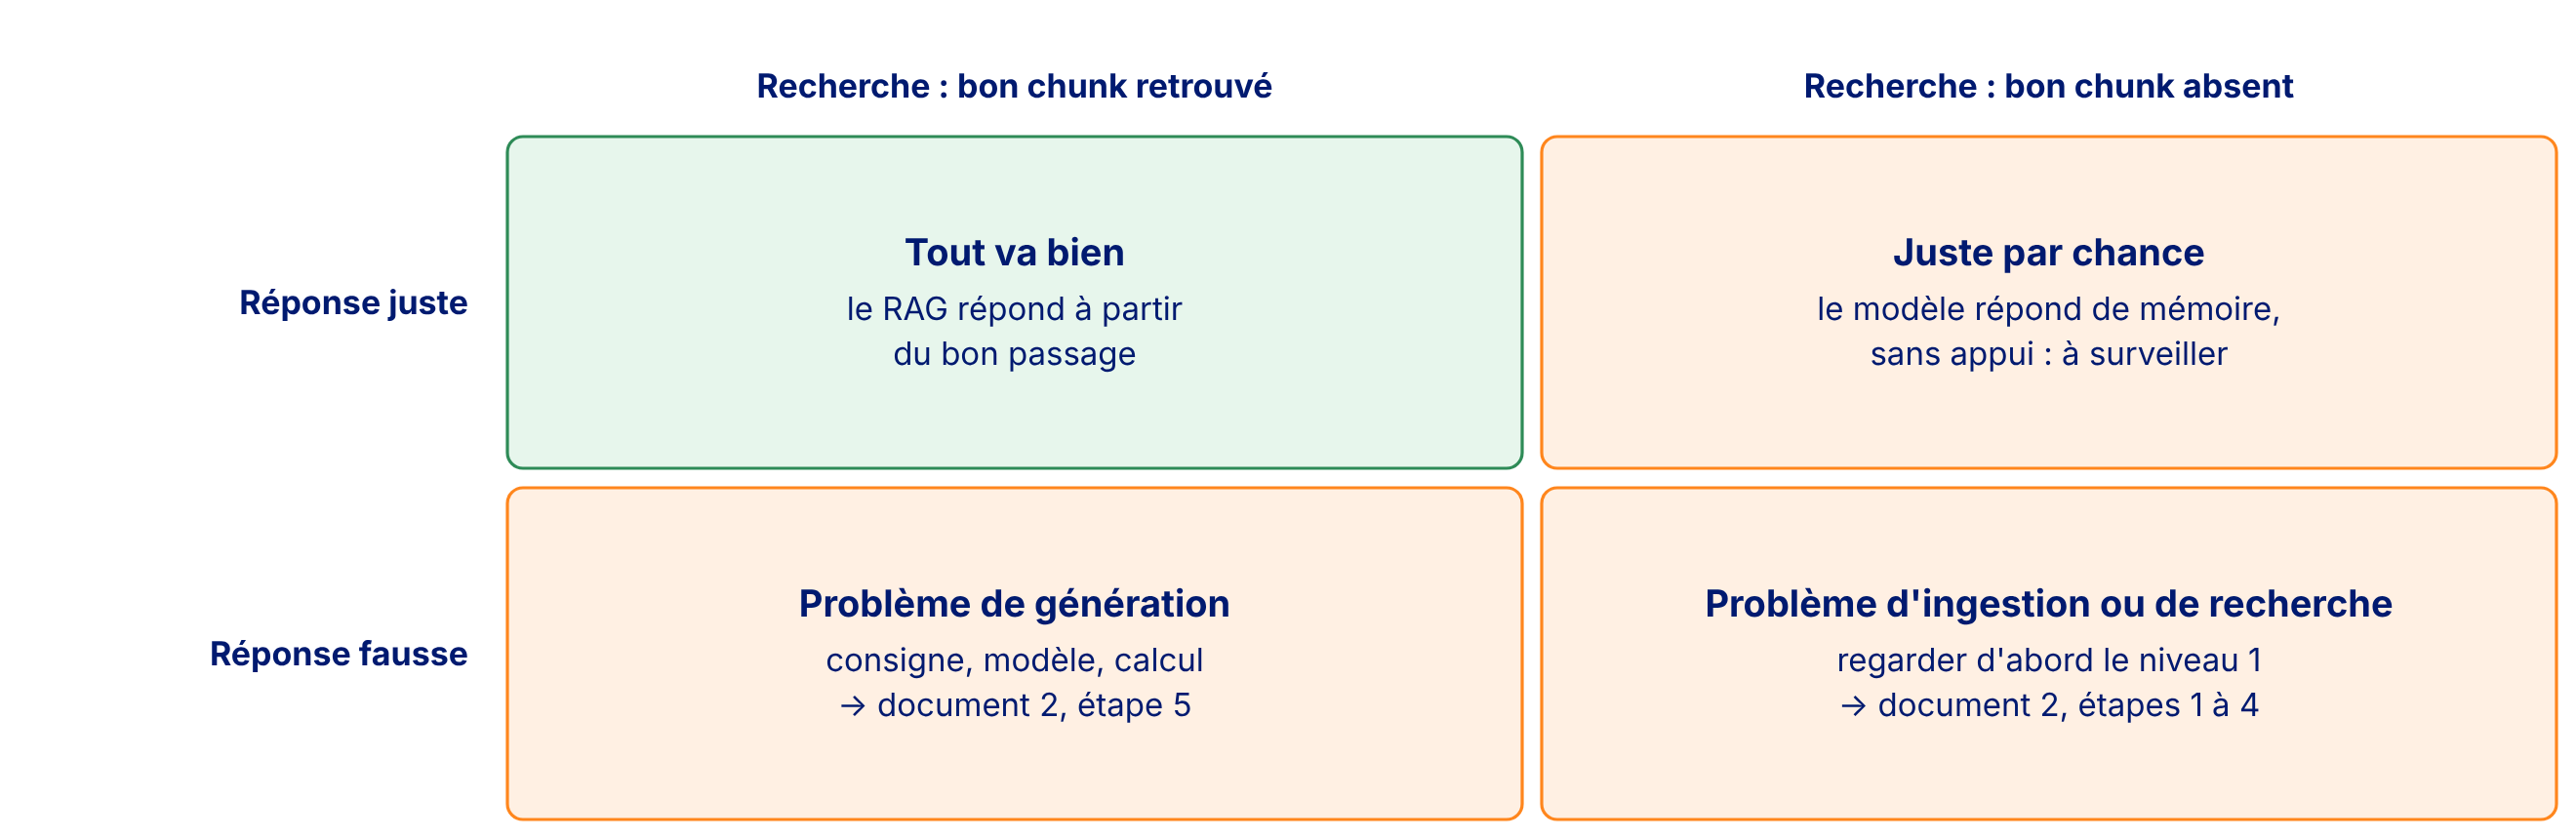 Recherche : bon chunk retrouvé
Recherche : bon chunk absent
Réponse juste
Tout va bien
le RAG répond à partir
du bon passage
Juste par chance
le modèle répond de mémoire,
sans appui : à surveiller
Réponse fausse
Problème de génération
consigne, modèle, calcul
→ document 2, étape 5
Problème d'ingestion ou de recherche
regarder d'abord le niveau 1
→ document 2, étapes 1 à 4